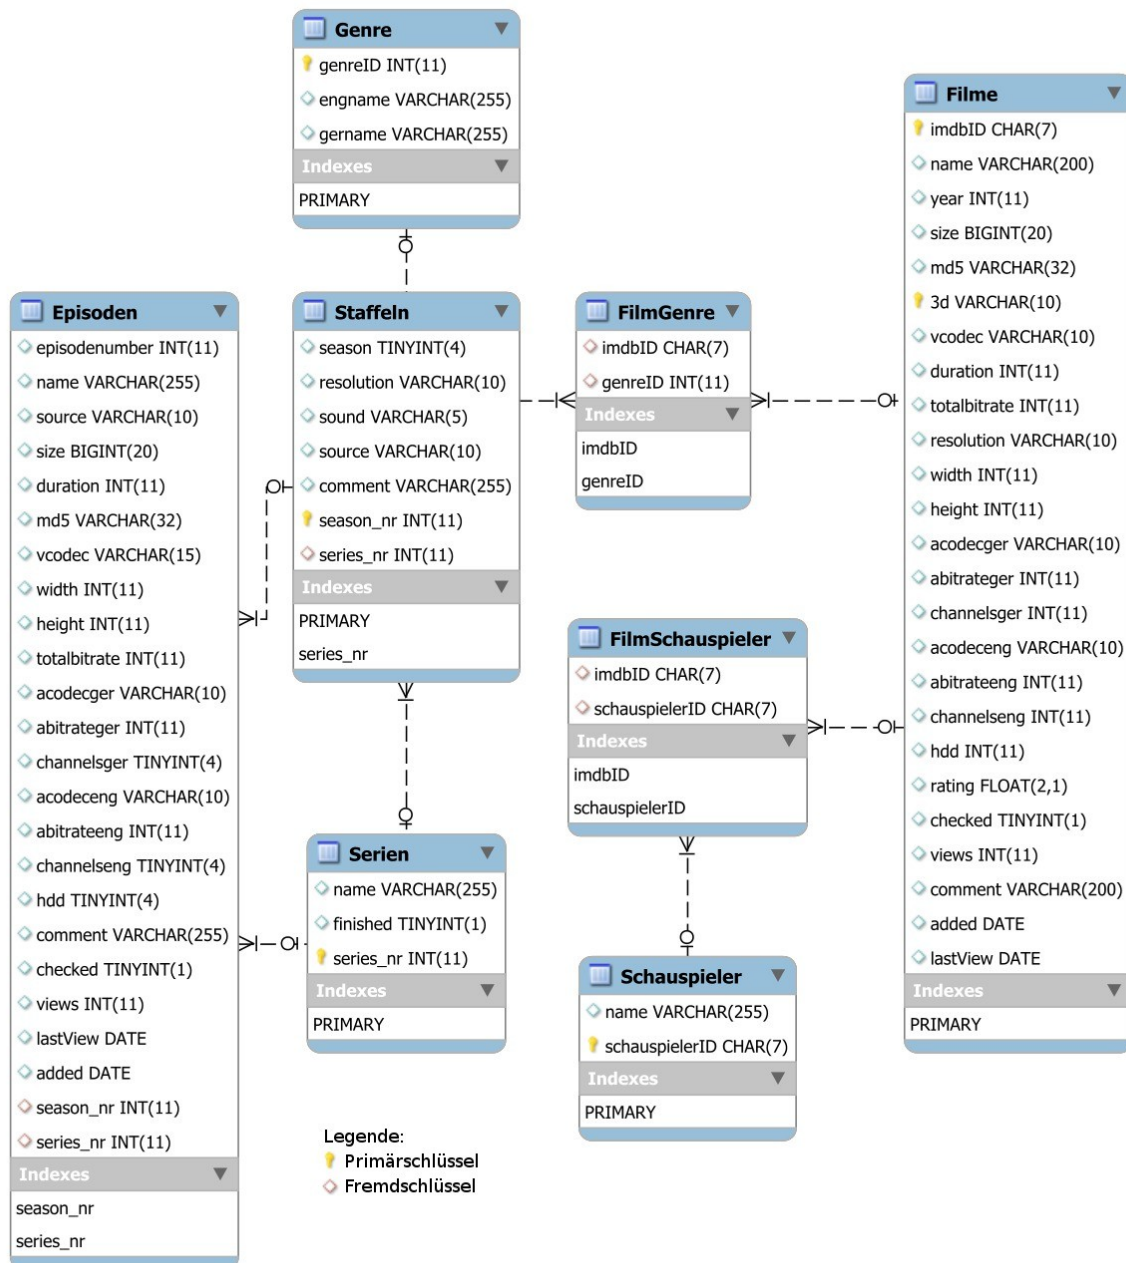 Genre
genreID INT(11)
engname VARCHAR(255)
gername VARCHAR(255)
Indexes
PRIMARY
Episoden
episodenumber INT(11)
name VARCHAR(255)
source VARCHAR(10)
size BIGINT(20)
duration INT(11)
md5 VARCHAR(32)
vcodec VARCHAR(15)
width INT(11)
height INT(11)
totalbitrate INT(11)
acodecger VARCHAR(10)
abitrateger INT(11)
channelsger TINYINT(4)
acodeceng VARCHAR(10)
abitrateeng INT(11)
channelseng TINYINT(4)
hdd TINYINT(4)
comment VARCHAR(255)
checked TINYINT(1)
views INT(11)
lastView DATE
added DATE
season_nr INT(11)
series_nr INT(11)
Indexes
season_nr
series_nr
Staffeln
season TINYINT(4)
resolution VARCHAR(10)
sound VARCHAR(5)
source VARCHAR(10)
comment VARCHAR(255)
season_nr INT(11)
series_nr INT(11)
Indexes
PRIMARY
series_nr
Serien
name VARCHAR(255)
finished TINYINT(1)
series_nr INT(11)
Indexes
PRIMARY
FilmGenre
imdbID CHAR(7)
genreID INT(11)
Indexes
imdbID
genreID
FilmSchauspieler
imdbID CHAR(7)
schauspielerID CHAR(7)
Indexes
imdbID
schauspielerID
Schauspieler
name VARCHAR(255)
schauspielerID CHAR(7)
Indexes
PRIMARY
Filme
imdbID CHAR(7)
name VARCHAR(200)
year INT(11)
size BIGINT(20)
md5 VARCHAR(32)
3d VARCHAR(10)
vcodec VARCHAR(10)
duration INT(11)
totalbitrate INT(11)
resolution VARCHAR(10)
width INT(11)
height INT(11)
acodecger VARCHAR(10)
abitrateger INT(11)
channelsger INT(11)
acodeceng VARCHAR(10)
abitrateeng INT(11)
channelseng INT(11)
hdd INT(11)
rating FLOAT(2,1)
checked TINYINT(1)
views INT(11)
comment VARCHAR(200)
added DATE
lastView DATE
Indexes
PRIMARY
Legende:
Primärschlüssel
Fremdschlüssel